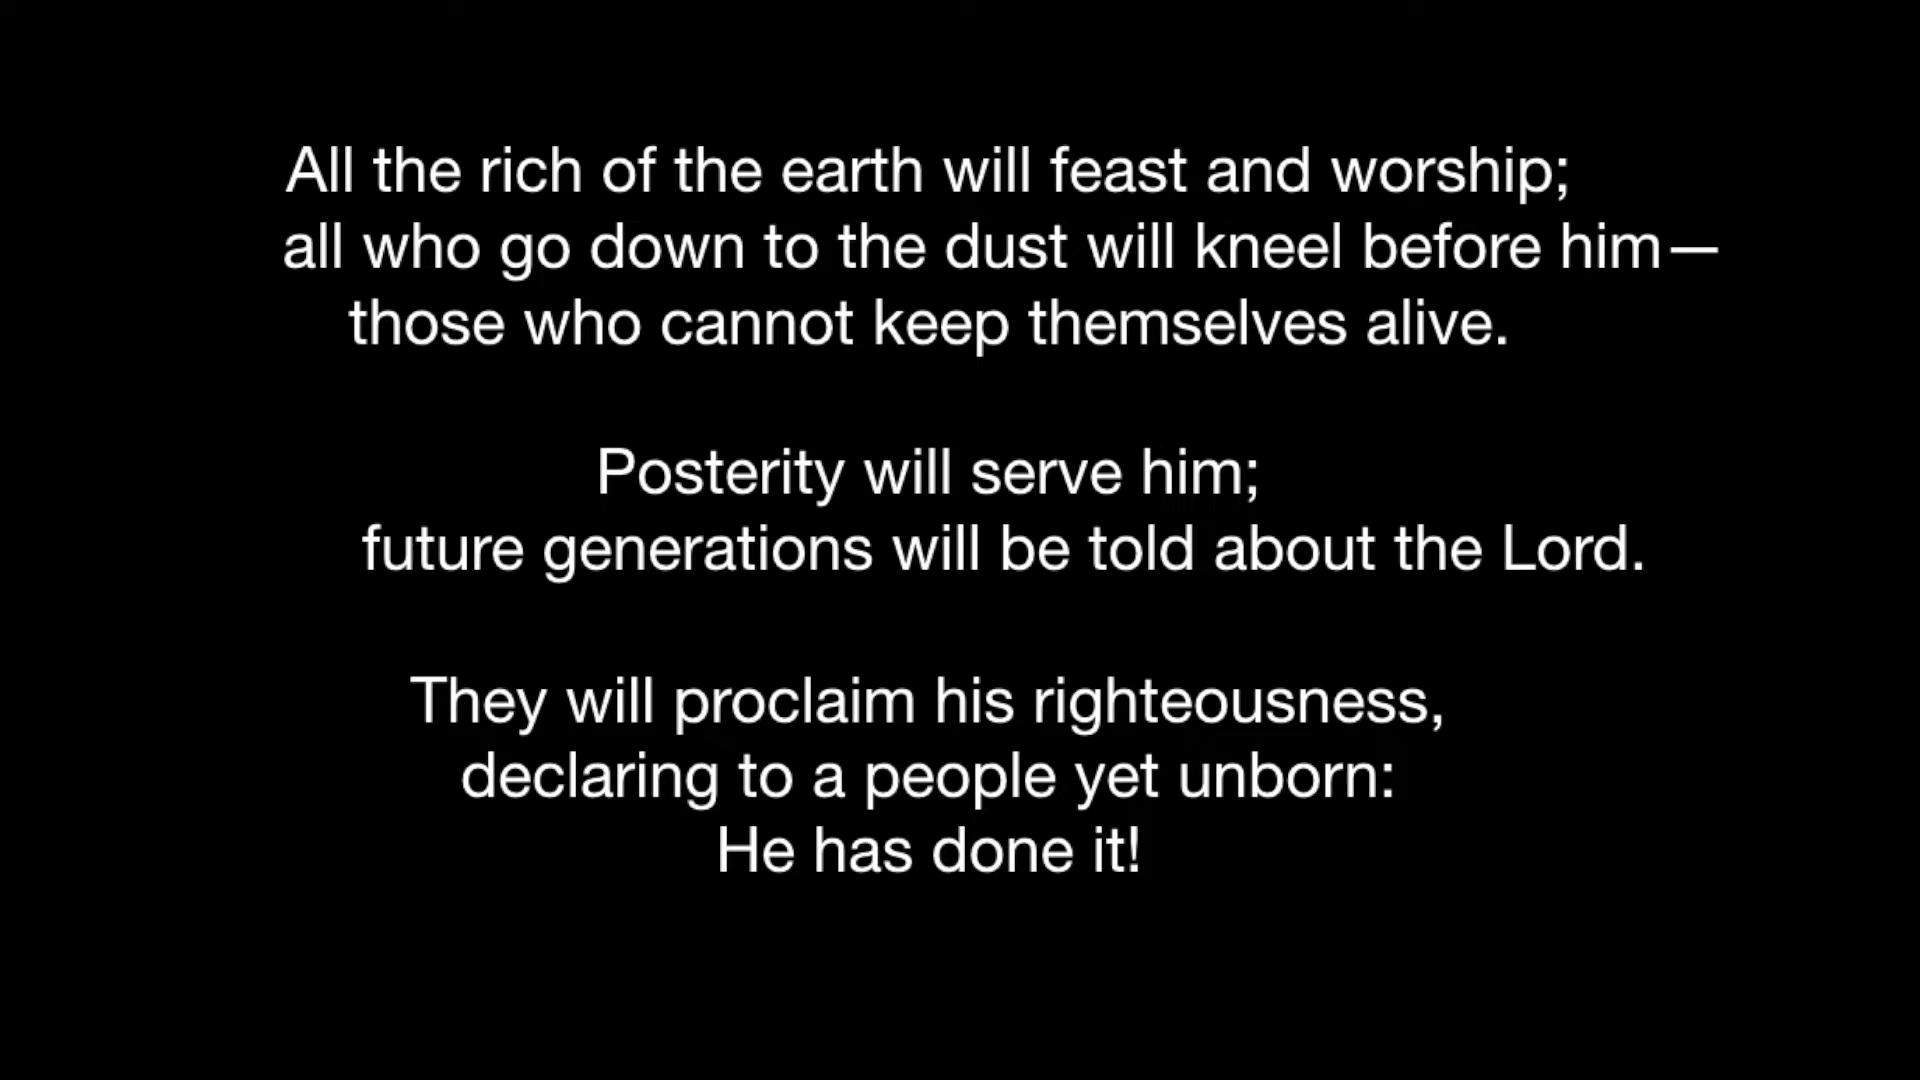 All the rich of the earth will feast and worship;
all who go down to the dust will kneel before him—
those who cannot keep themselves alive.
Posterity will serve him;
future generations will be told about the Lord.
They will proclaim his righteousness,
declaring to a people yet unborn:
He has done it!